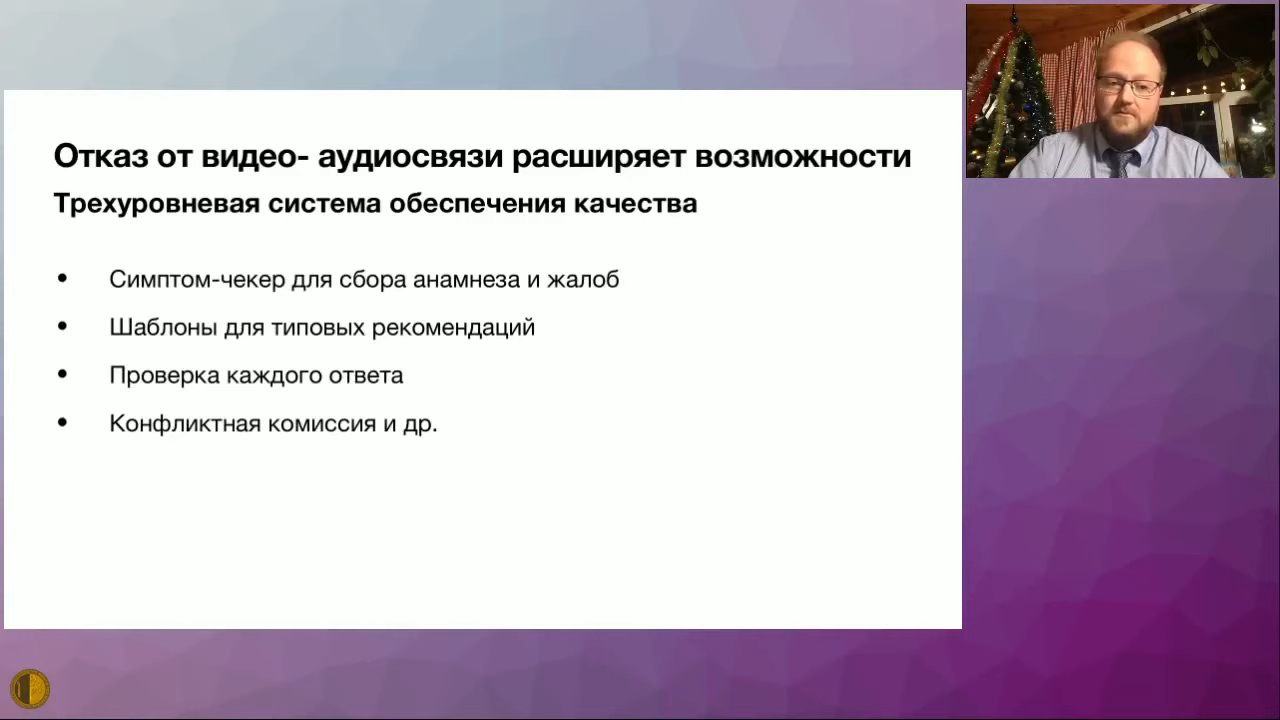 Отказ от видео- аудиосвязи расширяет возможности
Трехуровневая система обеспечения качества
• Симптом-чекер для сбора анамнеза и жалоб
• Шаблоны для типовых рекомендаций
• Проверка каждого ответа
• Конфликтная комиссия и др.